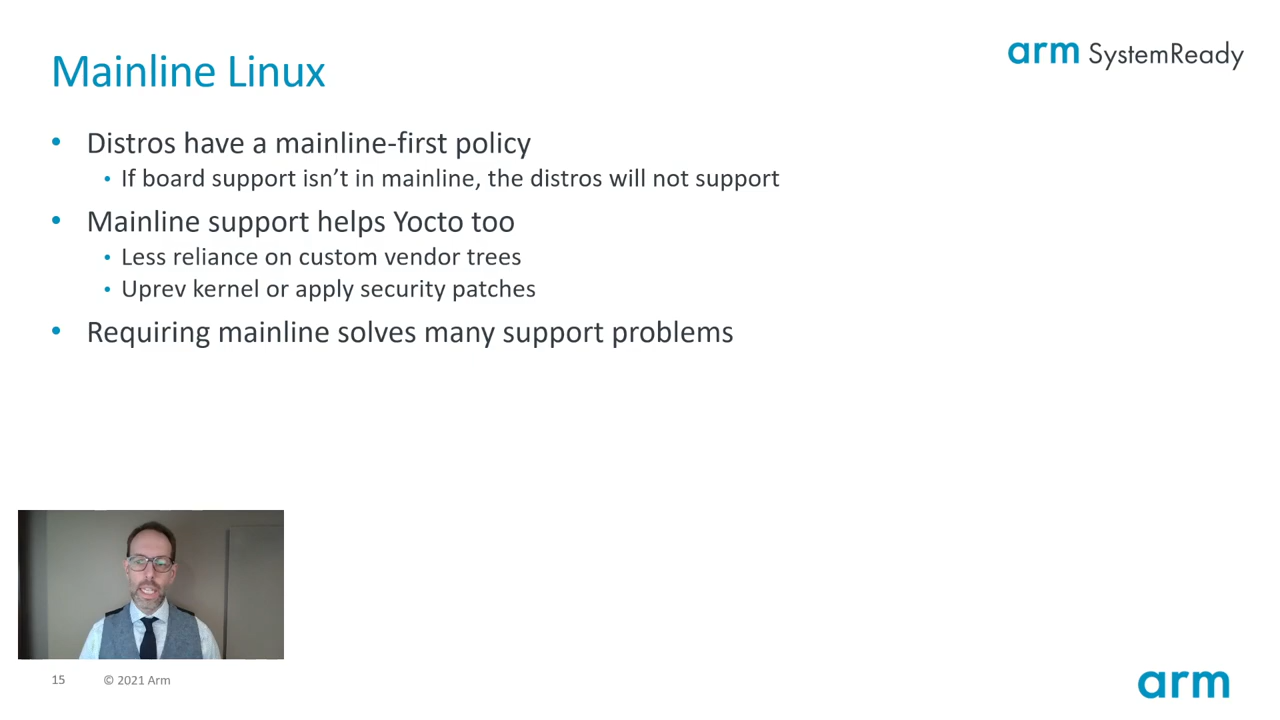 arm SystemReady
Mainline Linux
• Distros have a mainline-first policy
• If board support isn’t in mainline, the distros will not support
• Mainline support helps Yocto too
• Less reliance on custom vendor trees
• Uprev kernel or apply security patches
• Requiring mainline solves many support problems
15 © 2021 Arm
arm